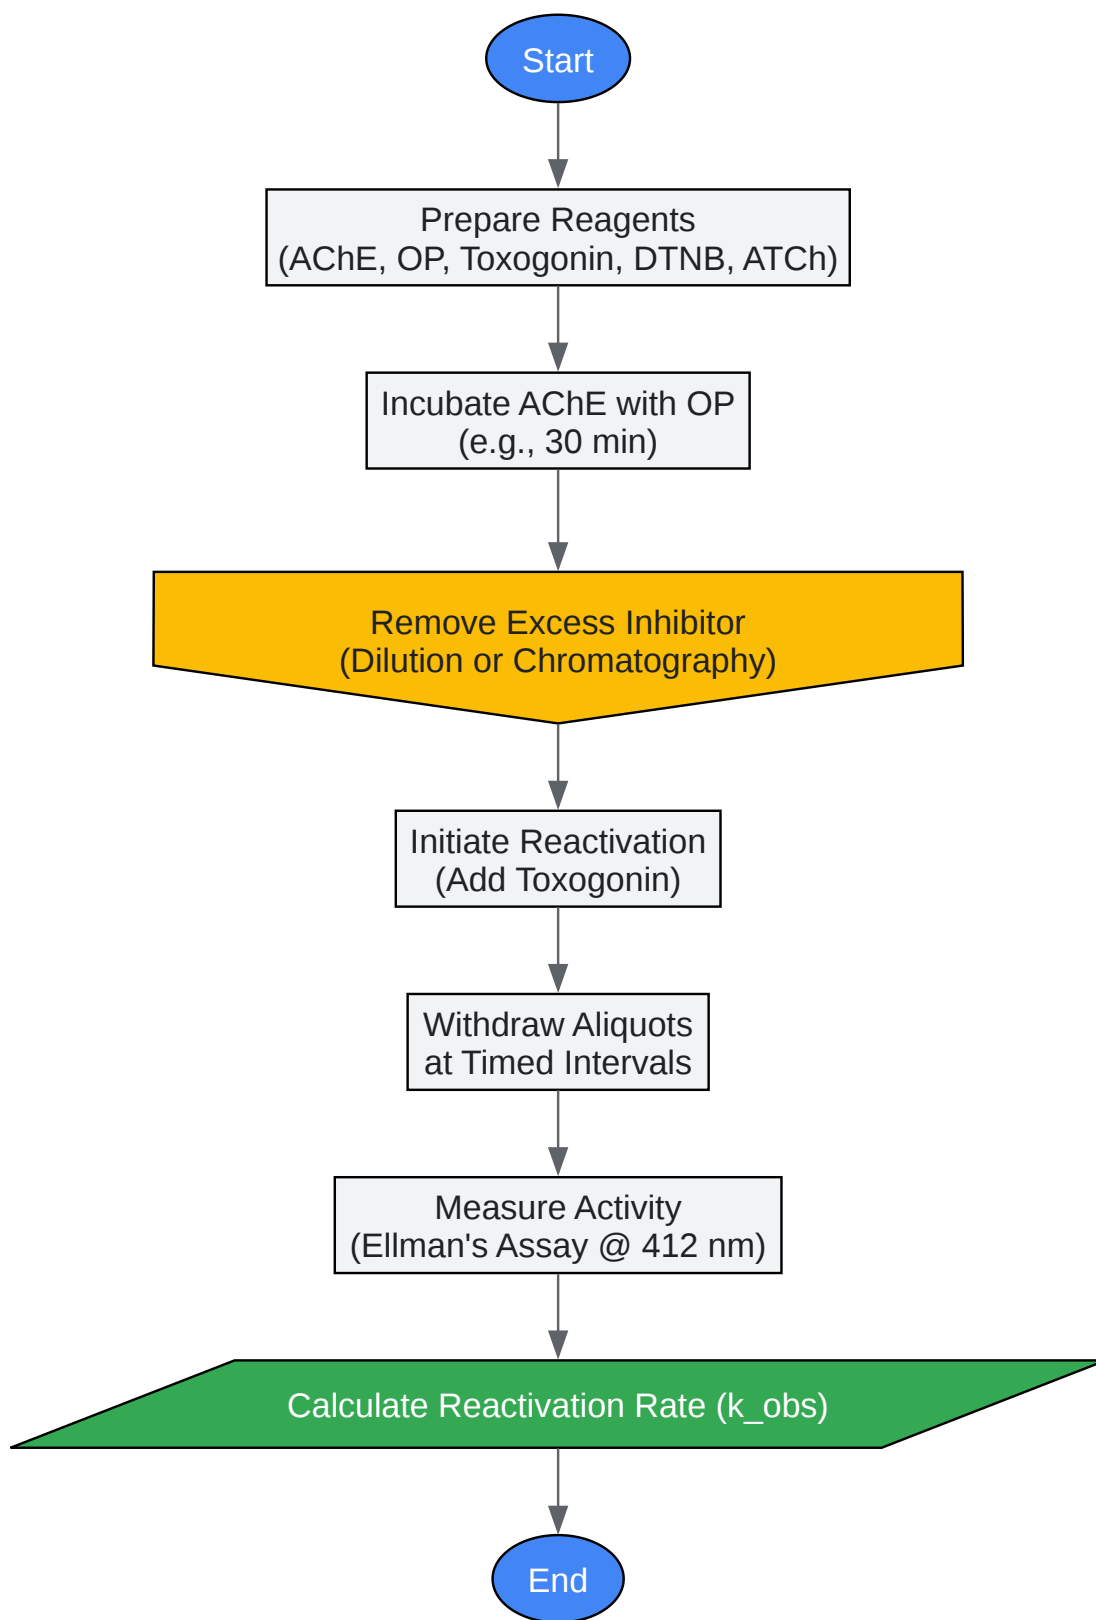 Start
Prepare Reagents
(AChE, OP, Toxogonin, DTNB, ATCh)
Incubate AChE with OP
(e.g., 30 min)
Remove Excess Inhibitor
(Dilution or Chromatography)
Initiate Reactivation
(Add Toxogonin)
Withdraw Aliquots
at Timed Intervals
Measure Activity
(Ellman's Assay @ 412 nm)
Calculate Reactivation Rate (k_obs)
End